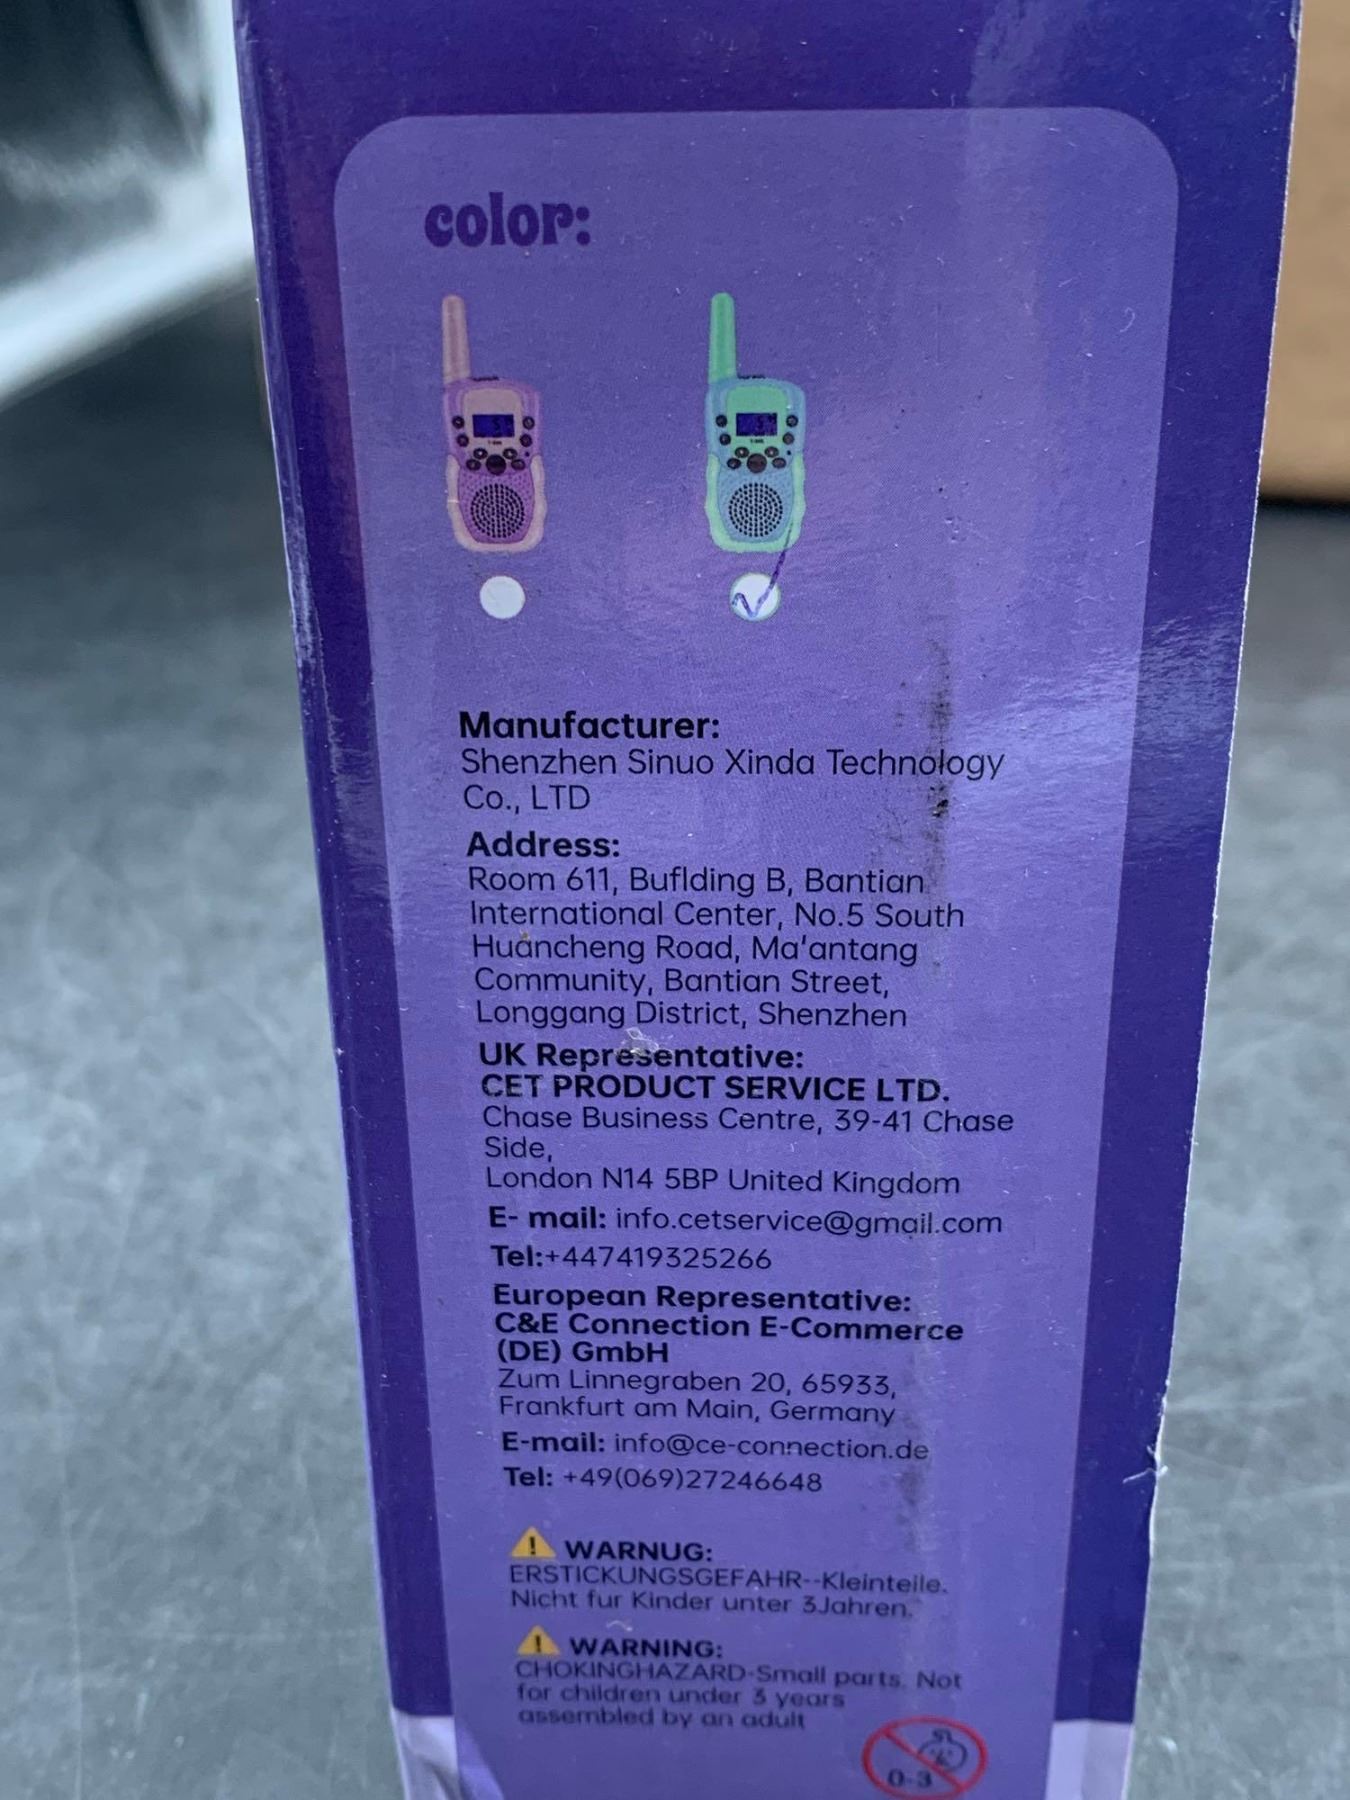 color:
Manufacturer:
Shenzhen Sinuo Xinda Technology
Co., LTD
Address:
Room 611, Buflding B, Bantian
International Center, No.5 South
Huancheng Road, Ma'antang
Community, Bantian Street,
Longgang District, Shenzhen
UK Representative:
CET PRODUCT SERVICE LTD.
Chase Business Centre, 39-41 Chase
Side,
London N14 5BP United Kingdom
E- mail: info.cetservice@gmail.com
Tel:+447419325266
European Representative:
C&E Connection E-Commerce
(DE) GmbH
Zum Linnegraben 20, 65933,
Frankfurt am Main, Germany
E-mail: info@ce-connection.de
Tel: +49(069)27246648
WARNUG:
ERSTICKUNGSGEFAHR--Kleinteile.
Nicht fur Kinder unter 3Jahren.
WARNING:
CHOKINGHAZARD-Small parts. Not
for children under 3 years
assembled by an adult
0-3